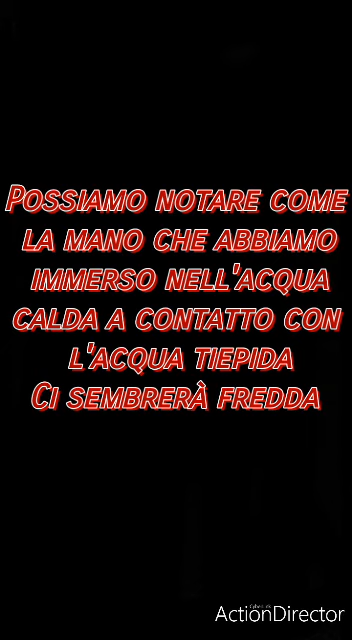 Possiamo notare come
la mano che abbiamo
immerso nell'acqua
calda a contatto con
l'acqua tiepida
Ci sembrerà fredda
ActionDirector